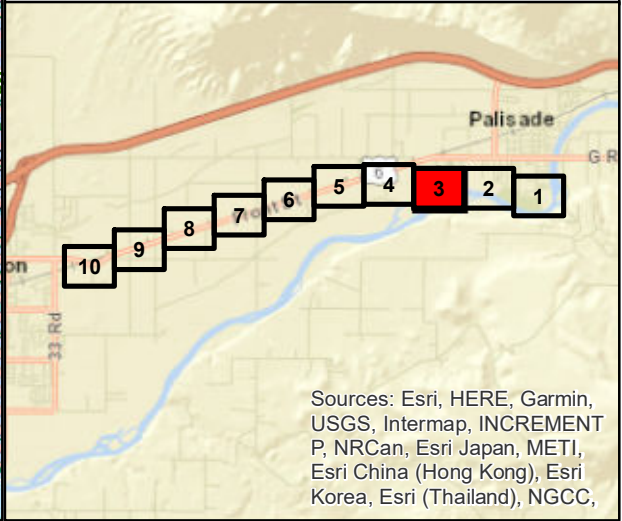 Palisade
6
G R
5
4
3
2
1
6
7
8
9
10
on
33 Rd
Sources: Esri, HERE, Garmin,
USGS, Intermap, INCREMENT
P, NRCan, Esri Japan, METI,
Esri China (Hong Kong), Esri
Korea, Esri (Thailand), NGCC,